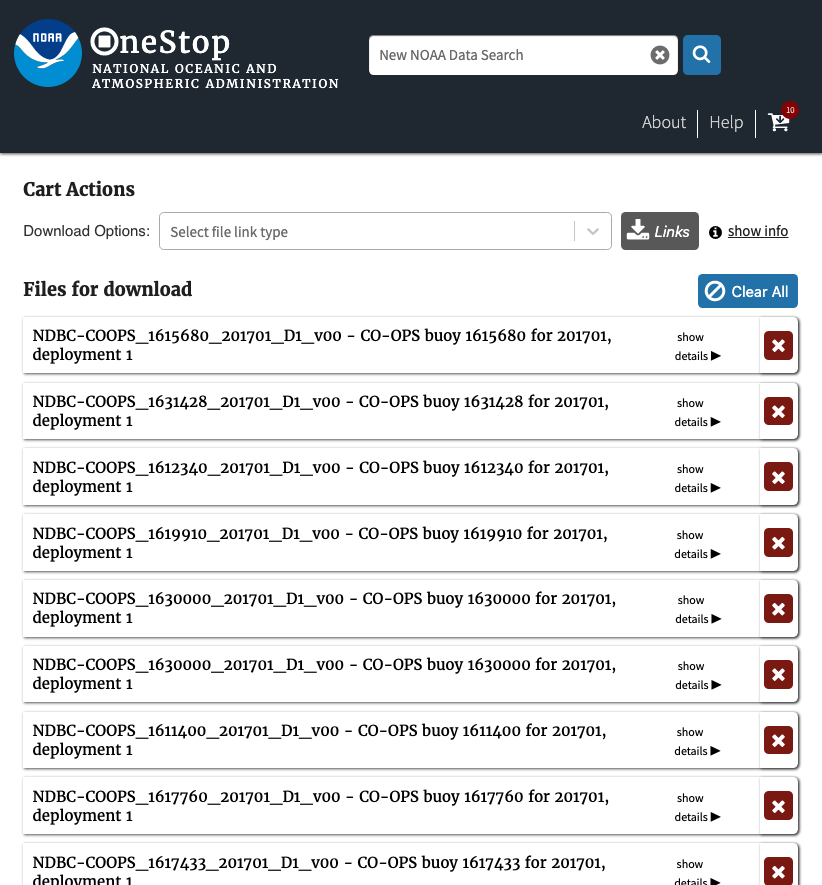 NOAA
OneStop
NATIONAL OCEANIC AND
ATMOSPHERIC ADMINISTRATION
New NOAA Data Search
About
Help
10
Cart Actions
Download Options:
Select file link type
Links
show info
Files for download
Clear All
NDBC-COOPS_1615680_201701_D1_v00 - CO-OPS buoy 1615680 for 201701,
deployment 1
show
details ▶
NDBC-COOPS_1631428_201701_D1_v00 - CO-OPS buoy 1631428 for 201701,
deployment 1
show
details ▶
NDBC-COOPS_1612340_201701_D1_v00 - CO-OPS buoy 1612340 for 201701,
deployment 1
show
details ▶
NDBC-COOPS_1619910_201701_D1_v00 - CO-OPS buoy 1619910 for 201701,
deployment 1
show
details ▶
NDBC-COOPS_1630000_201701_D1_v00 - CO-OPS buoy 1630000 for 201701,
deployment 1
show
details ▶
NDBC-COOPS_1630000_201701_D1_v00 - CO-OPS buoy 1630000 for 201701,
deployment 1
show
details ▶
NDBC-COOPS_1611400_201701_D1_v00 - CO-OPS buoy 1611400 for 201701,
deployment 1
show
details ▶
NDBC-COOPS_1617760_201701_D1_v00 - CO-OPS buoy 1617760 for 201701,
deployment 1
show
details ▶
NDBC-COOPS_1617433_201701_D1_v00 - CO-OPS buoy 1617433 for 201701,
deployment 1
show
details ▶